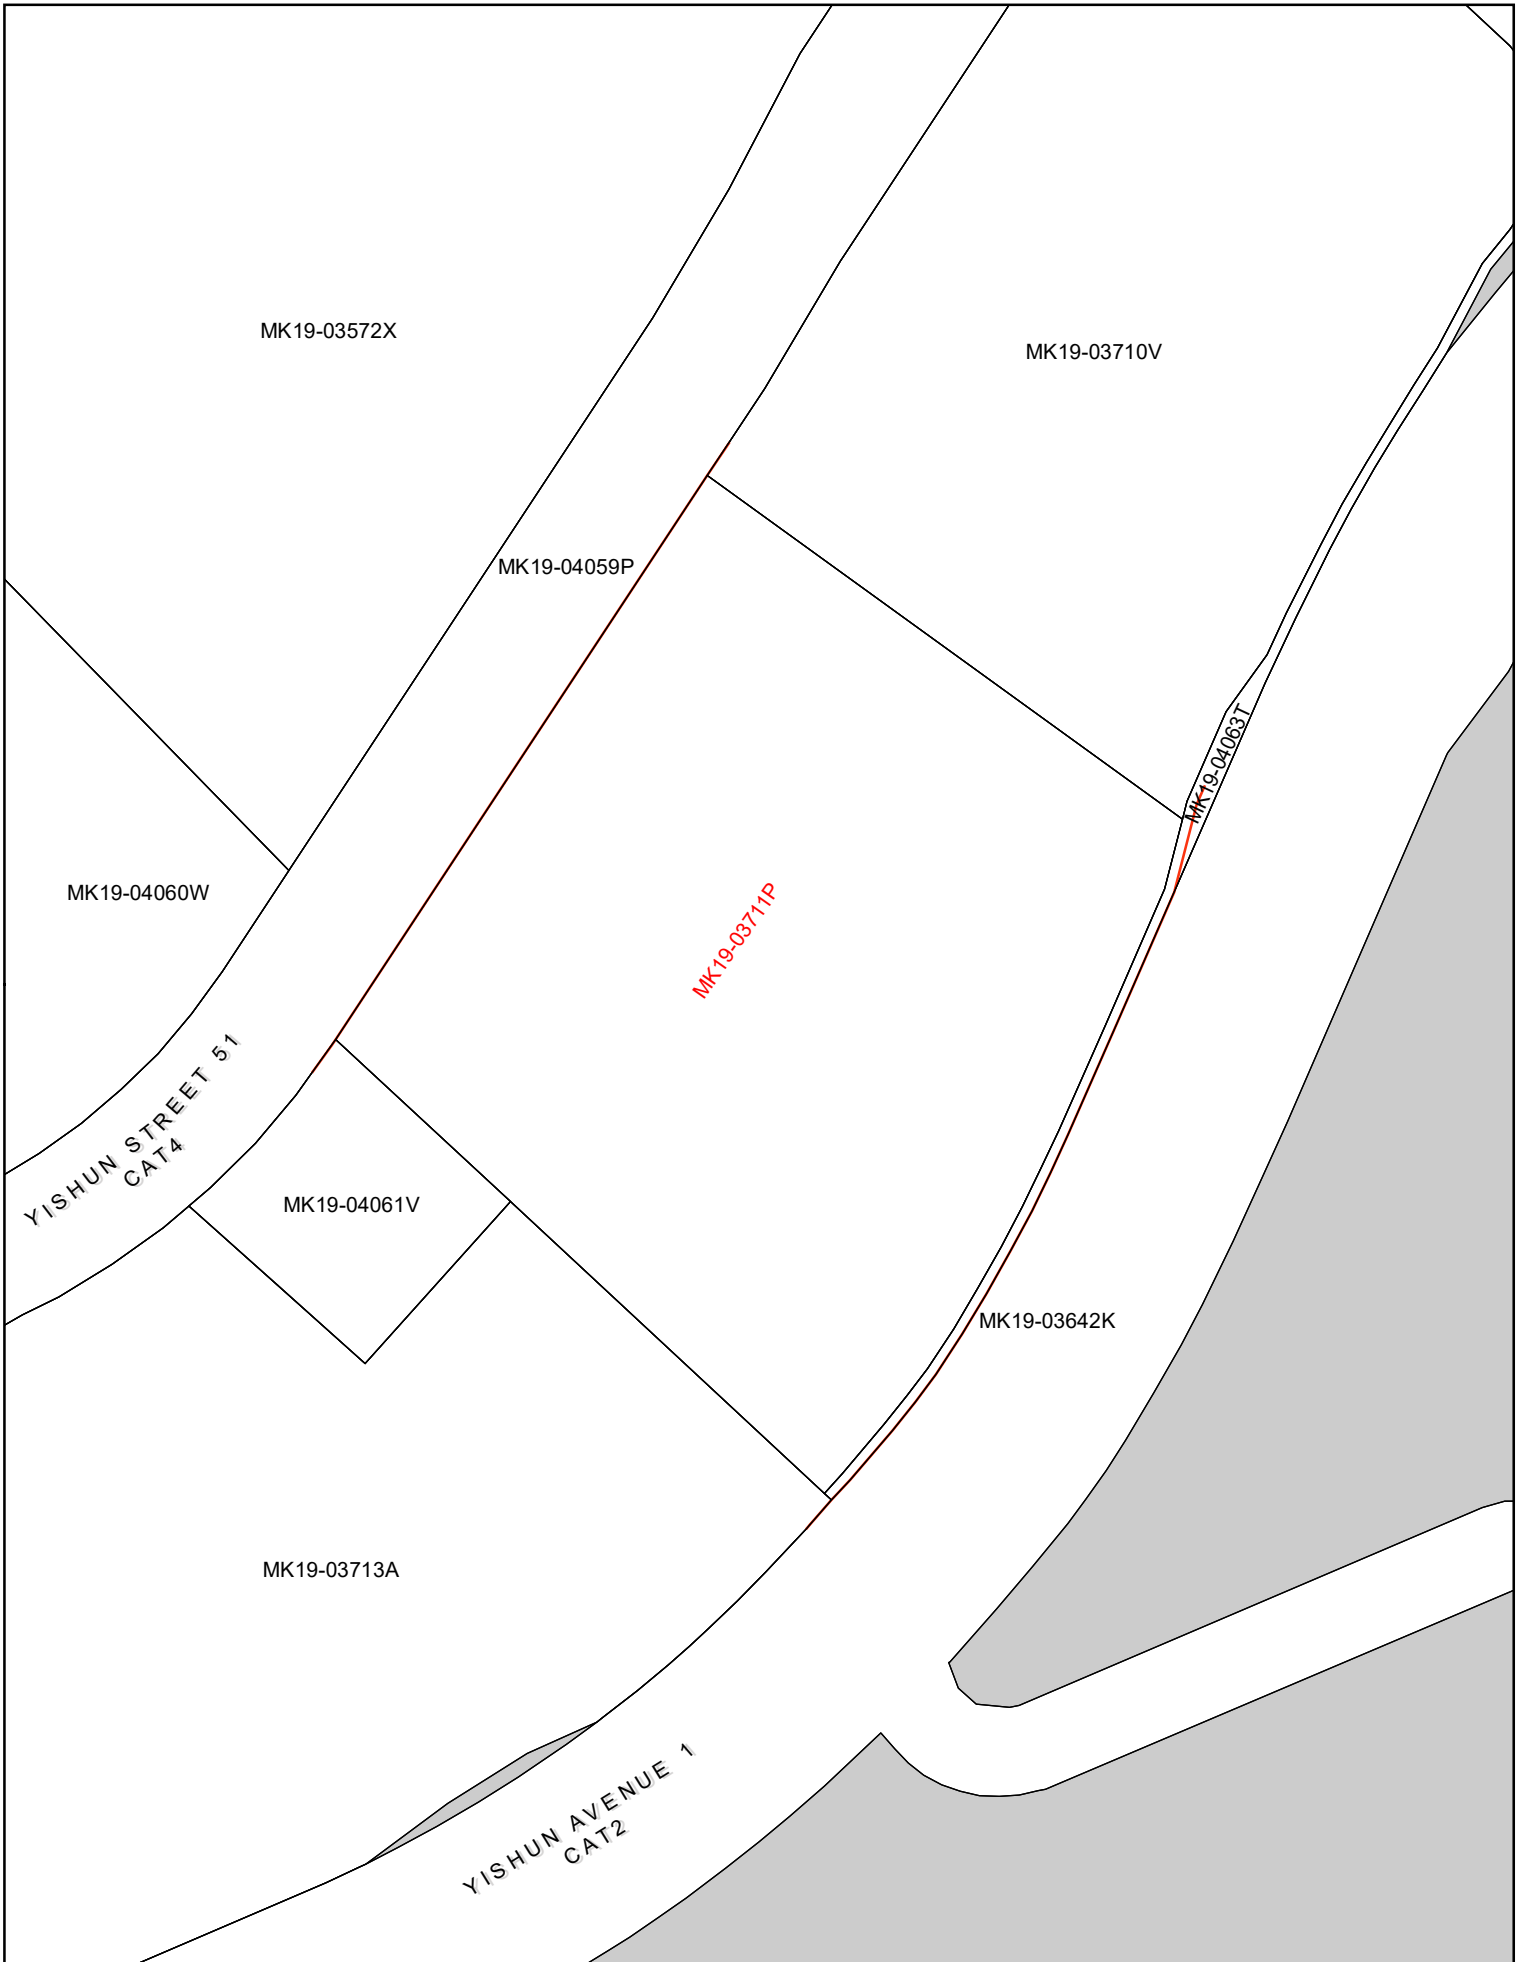 MK19-03572X
MK19-03710V
MK19-04059P
MK19-04063T
MK19-04060W
MK19-03711P
YISHUN STREET 51
CAT4
MK19-04061V
MK19-03642K
MK19-03713A
YISHUN AVENUE 1
CAT2